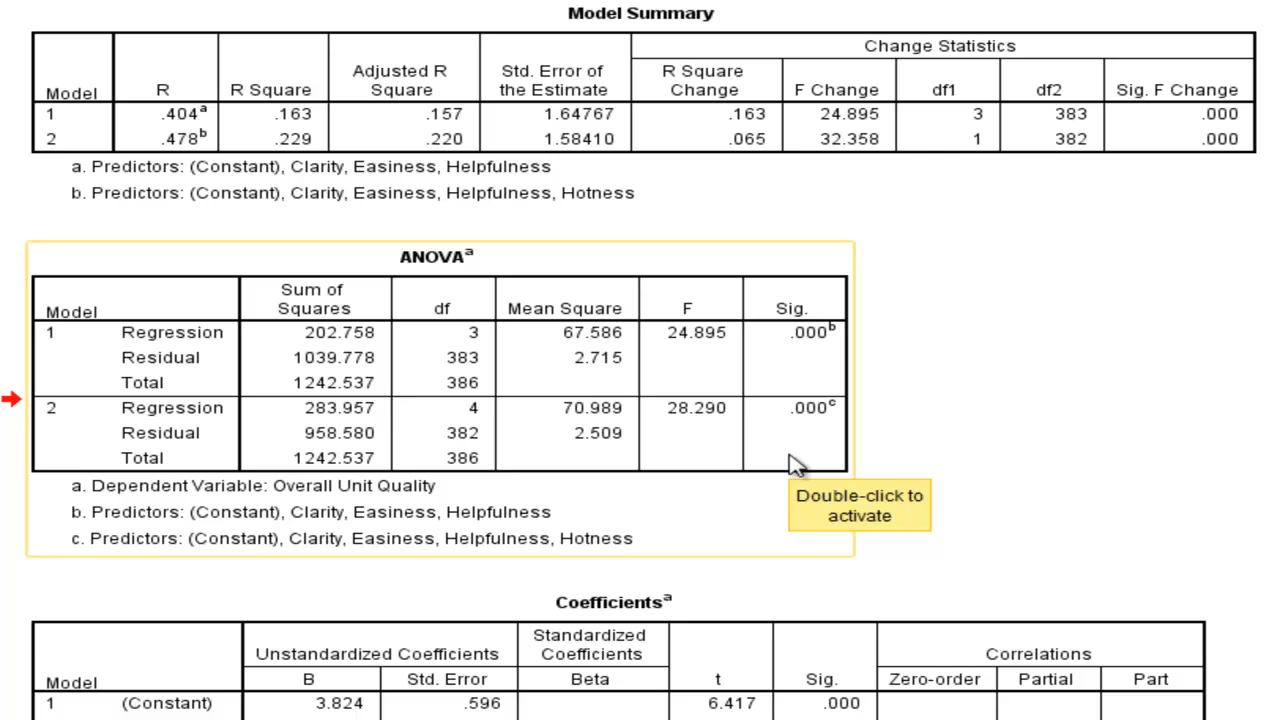 Model Summary
Change Statistics
Model R R Square Adjusted R Square Std. Error of the Estimate R Square Change F Change df1 df2 Sig. F Change
1 .404a .163 .157 1.64767 .163 24.895 3 383 .000
2 .478b .229 .220 1.58410 .065 32.358 1 382 .000
a. Predictors: (Constant), Clarity, Easiness, Helpfulness
b. Predictors: (Constant), Clarity, Easiness, Helpfulness, Hotness
ANOVAa
Model Sum of Squares df Mean Square F Sig.
1 Regression 202.758 3 67.586 24.895 .000b
Residual 1039.778 383 2.715
Total 1242.537 386
2 Regression 283.957 4 70.989 28.290 .000c
Residual 958.580 382 2.509
Total 1242.537 386
a. Dependent Variable: Overall Unit Quality
b. Predictors: (Constant), Clarity, Easiness, Helpfulness
c. Predictors: (Constant), Clarity, Easiness, Helpfulness, Hotness
Double-click to
activate
Coefficientsa
Unstandardized Coefficients Standardized Coefficients Correlations
Model B Std. Error Beta t Sig. Zero-order Partial Part
1 (Constant) 3.824 .596 6.417 .000